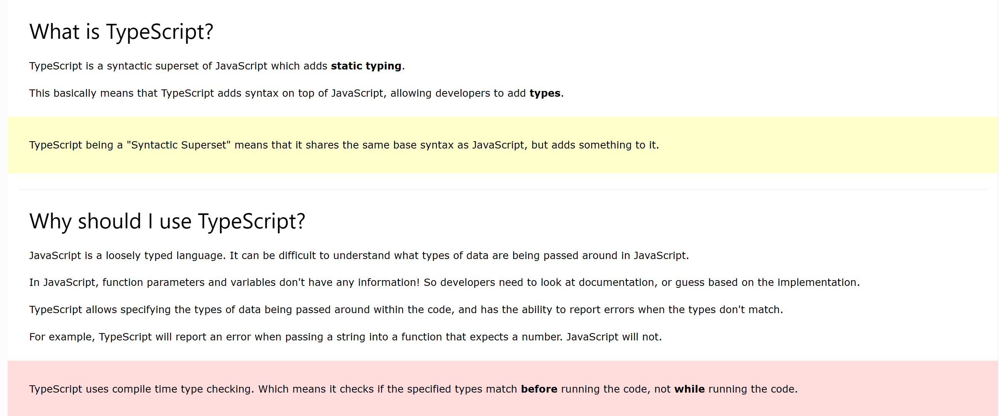 What is TypeScript?
TypeScript is a syntactic superset of JavaScript which adds static typing.
This basically means that TypeScript adds syntax on top of JavaScript, allowing developers to add types.
TypeScript being a "Syntactic Superset" means that it shares the same base syntax as JavaScript, but adds something to it.
Why should I use TypeScript?
JavaScript is a loosely typed language. It can be difficult to understand what types of data are being passed around in JavaScript.
In JavaScript, function parameters and variables don't have any information! So developers need to look at documentation, or guess based on the implementation.
TypeScript allows specifying the types of data being passed around within the code, and has the ability to report errors when the types don't match.
For example, TypeScript will report an error when passing a string into a function that expects a number. JavaScript will not.
TypeScript uses compile time type checking. Which means it checks if the specified types match before running the code, not while running the code.